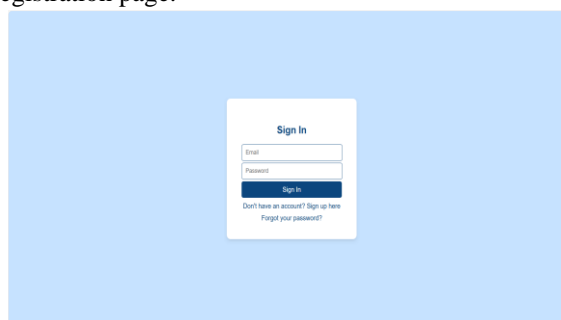 egistration page.
Sign In
Email
Password
Sign In
Don't have an account? Sign up here
Forgot your password?